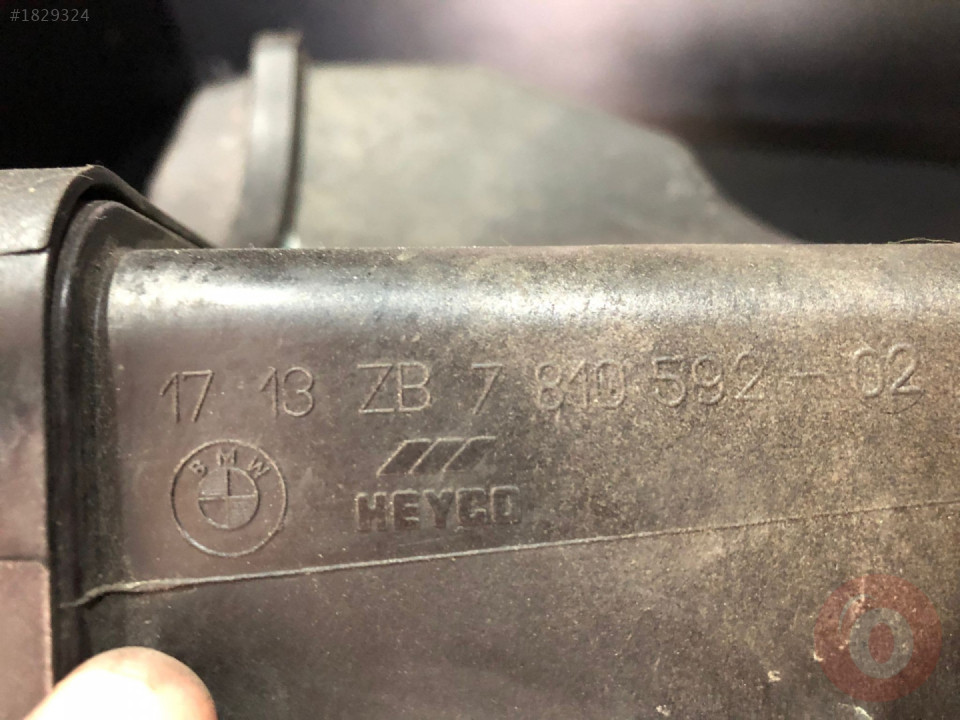 #1829324
17 13 ZB 7 810 592-02
BMW
HEYCO
O